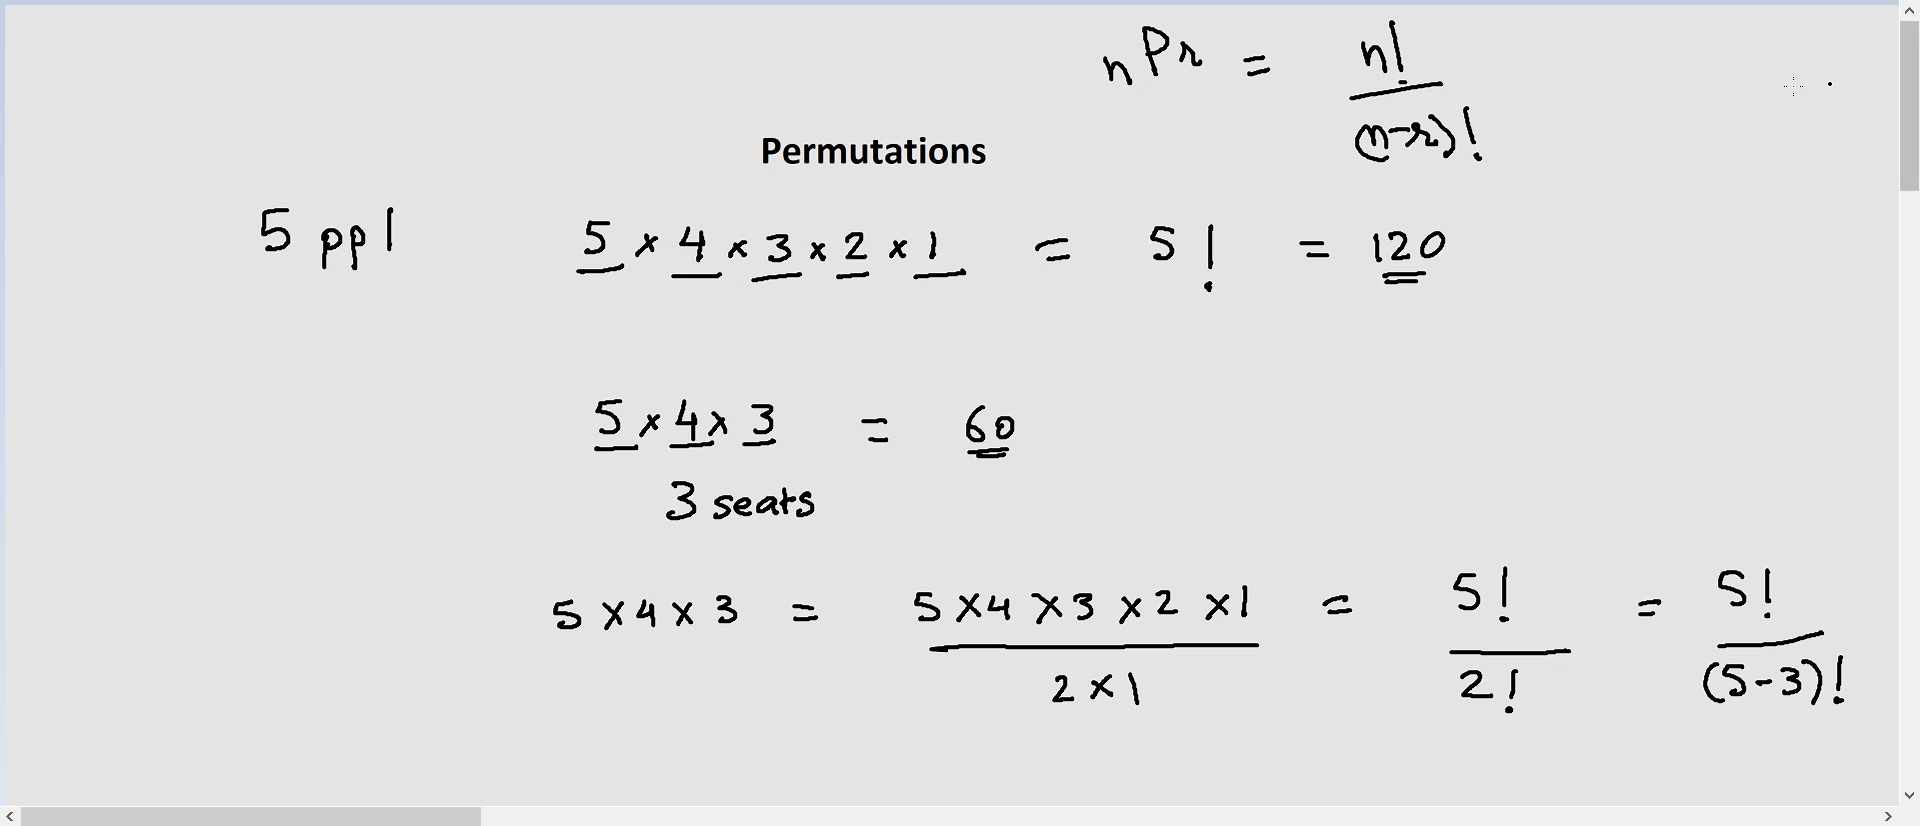 nPr = n! / (n-r)!
Permutations
5 ppl 5 × 4 × 3 × 2 × 1 = 5! = 120
5 × 4 × 3 = 60
3 seats
5 × 4 × 3 = 5 × 4 × 3 × 2 × 1 / 2 × 1 = 5! / 2! = 5! / (5-3)!